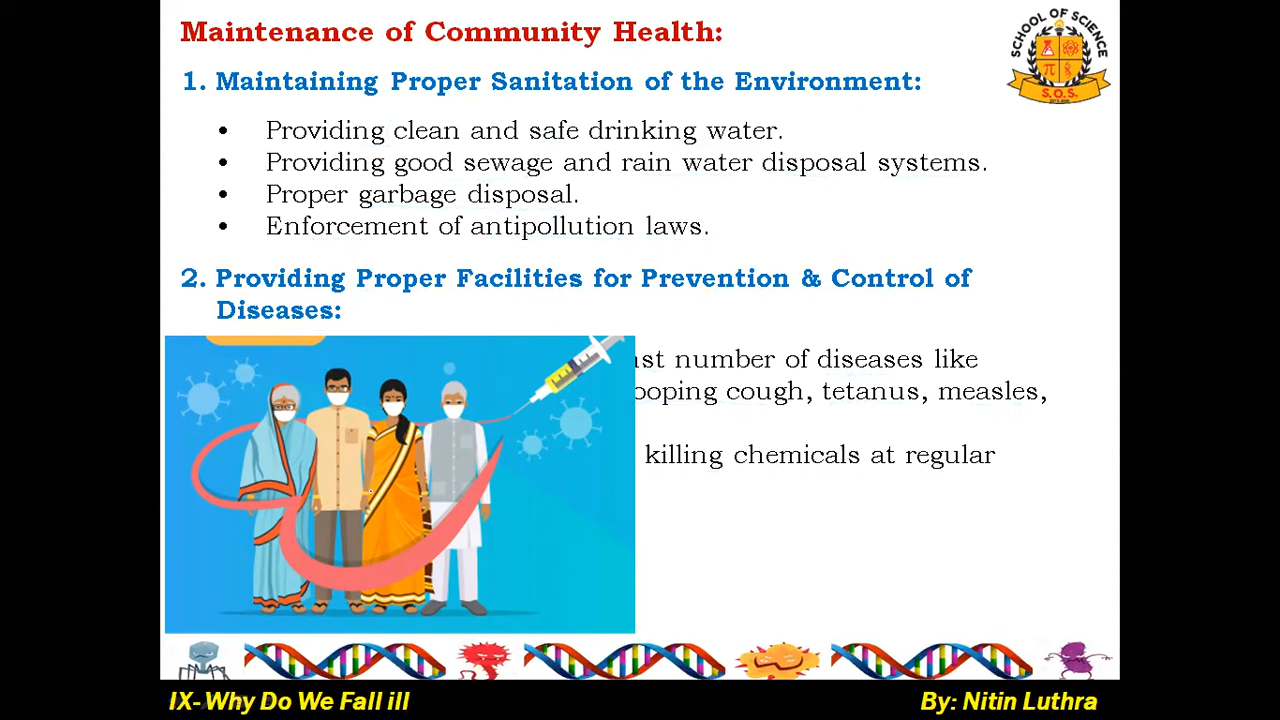 Maintenance of Community Health:
SCHOOL OF SCIENCE
S.O.S.
1. Maintaining Proper Sanitation of the Environment:
• Providing clean and safe drinking water.
• Providing good sewage and rain water disposal systems.
• Proper garbage disposal.
• Enforcement of antipollution laws.
2. Providing Proper Facilities for Prevention & Control of
Diseases:
number of diseases like
cough, tetanus, measles,
killing chemicals at regular
IX-Why Do We Fall ill
By: Nitin Luthra